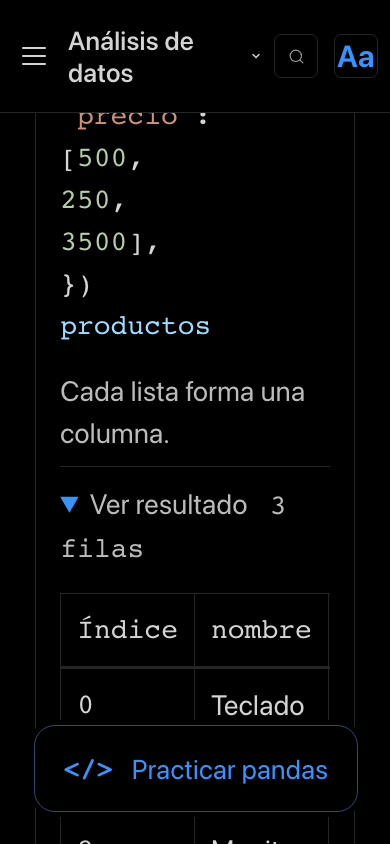 Análisis de
datos
Aa
'precio':
[500,
250,
3500],
})
productos
Cada lista forma una
columna.
Ver resultado 3
filas
Índice nombre
0 Teclado
</> Practicar pandas